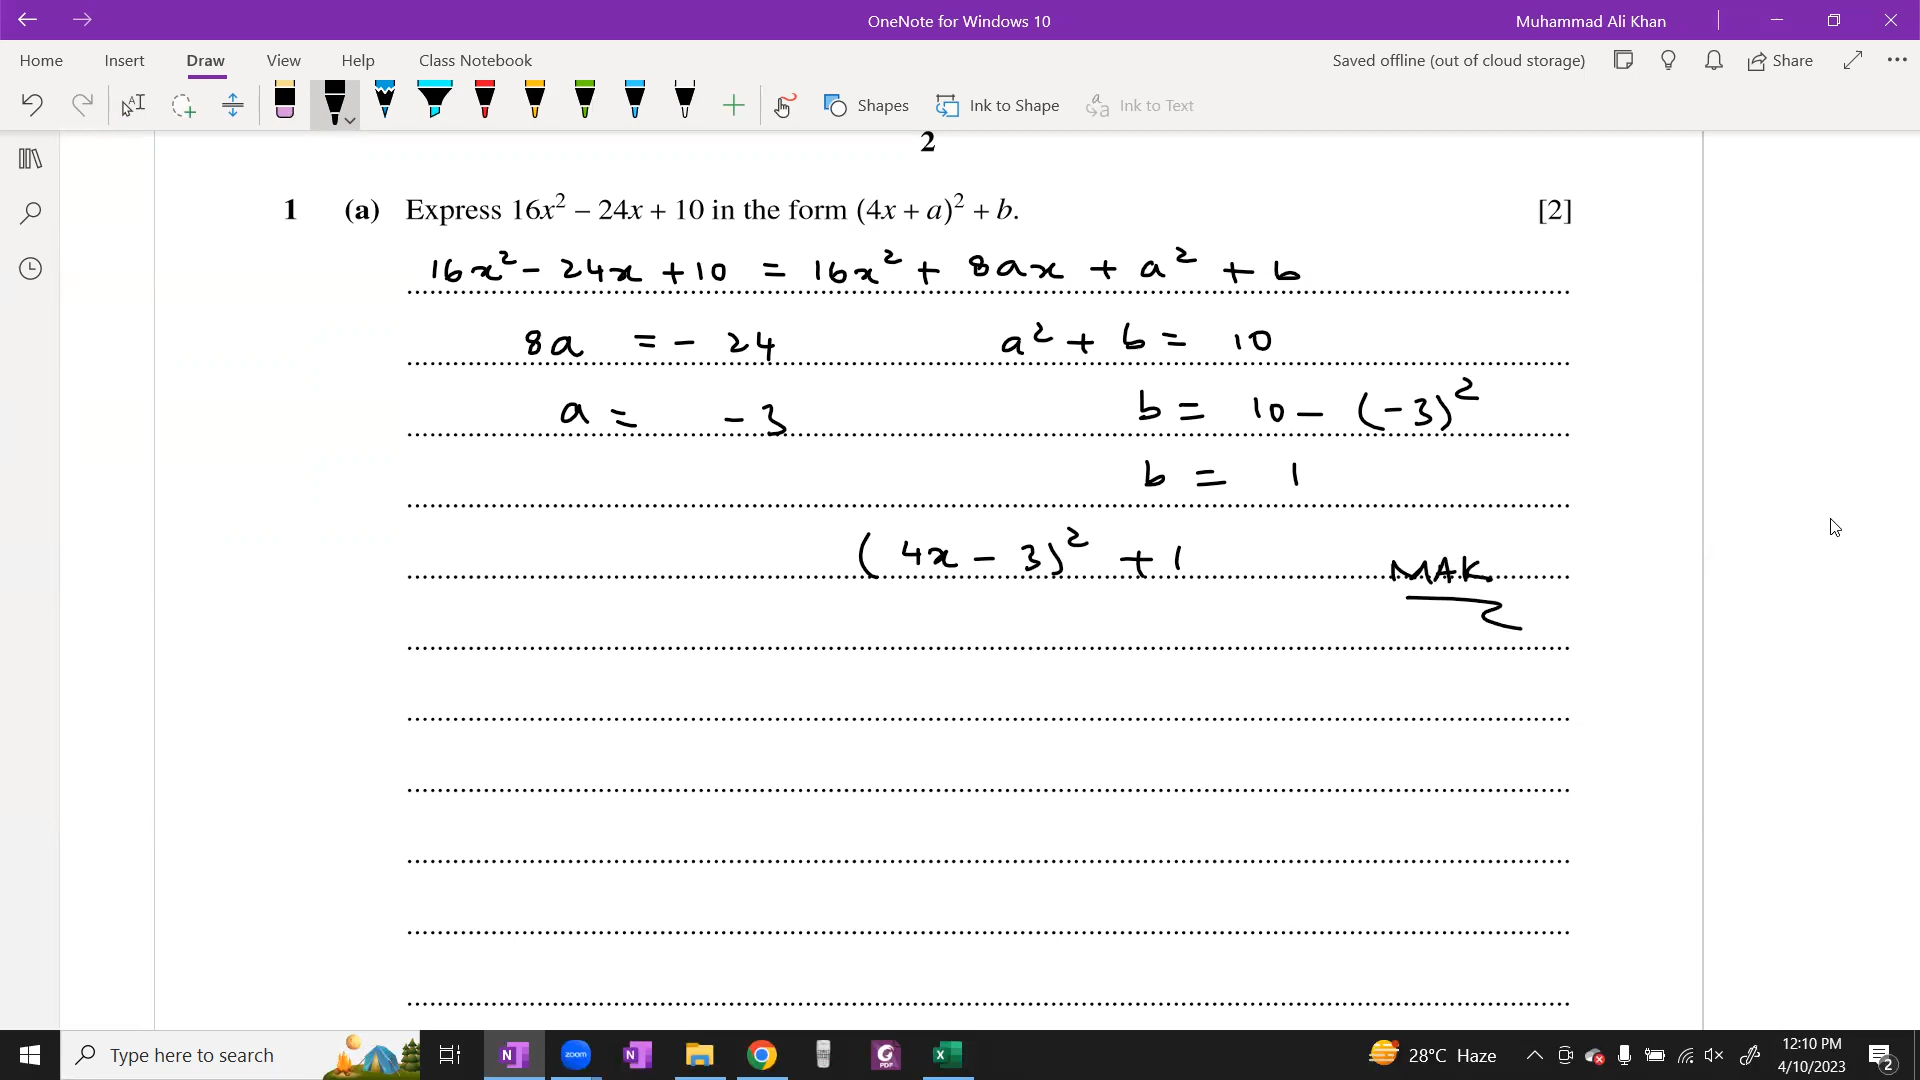 OneNote for Windows 10
Muhammad Ali Khan
Home Insert Draw View Help Class Notebook
Saved offline (out of cloud storage)
Share
Shapes Ink to Shape Ink to Text
2
1 (a) Express 16x² − 24x + 10 in the form (4x + a)² + b. [2]
16x² - 24x + 10 = 16x² + 8ax + a² + b
8a = - 24 a² + b = 10
a = - 3 b = 10 - (-3)²
b = 1
(4x - 3)² + 1
MAK
Type here to search
zoom
28°C Haze
12:10 PM
4/10/2023
2